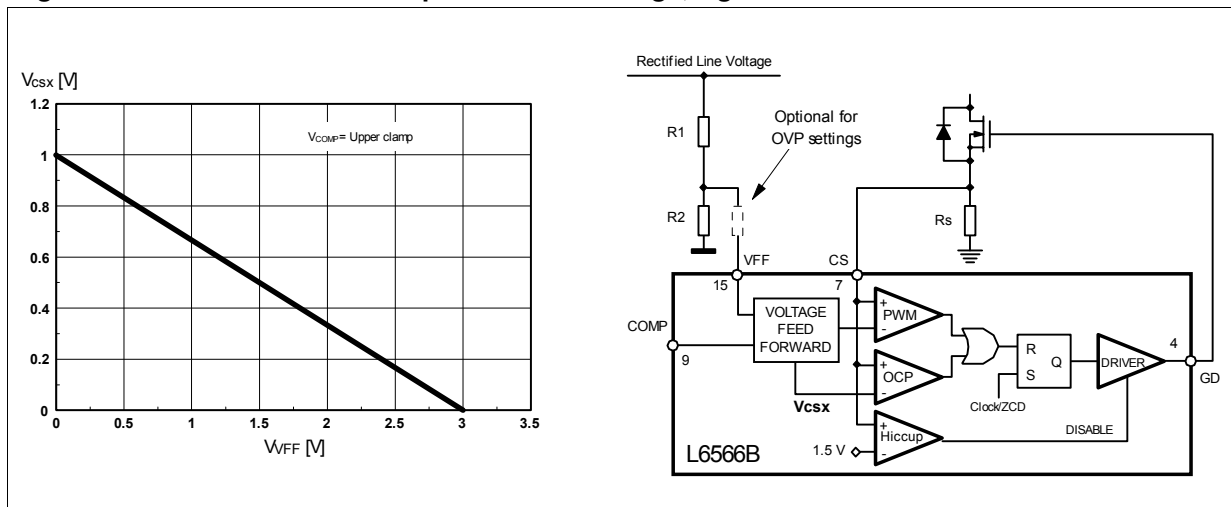 Vcsx [V]
1.2
1
0.8
0.6
0.4
0.2
0
VCOMP = Upper clamp
0 0.5 1 1.5 2 2.5 3 3.5
VVFF [V]
Rectified Line Voltage
R1
Optional for
OVP settings
R2
Rs
VFF
CS
15
7
COMP
9
VOLTAGE
FEED
FORWARD
+
PWM
-
+
OCP
-
Vcsx
+
Hiccup
-
1.5 V
R
S
Q
Clock/ZCD
DRIVER
4
GD
DISABLE
L6566B